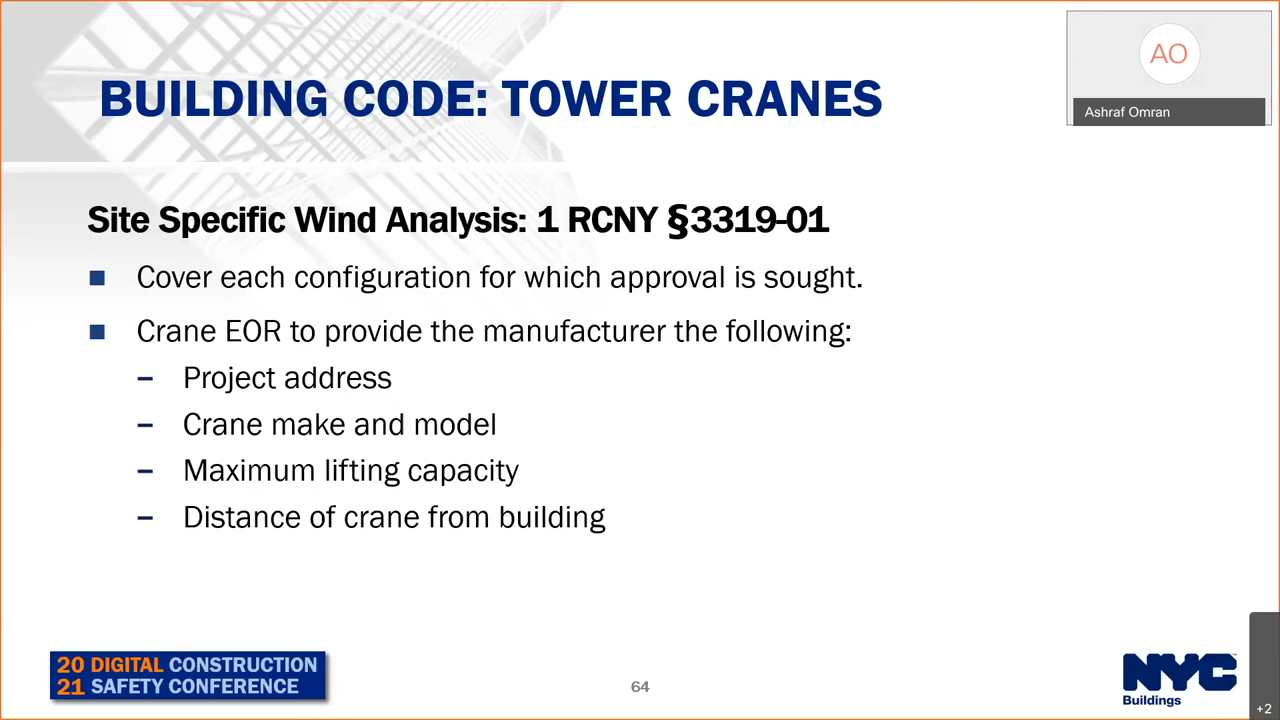 BUILDING CODE: TOWER CRANES
AO
Ashraf Omran
Site Specific Wind Analysis: 1 RCNY §3319-01
■ Cover each configuration for which approval is sought.
■ Crane EOR to provide the manufacturer the following:
– Project address
– Crane make and model
– Maximum lifting capacity
– Distance of crane from building
20 DIGITAL CONSTRUCTION
21 SAFETY CONFERENCE
64
NYC
Buildings
+2